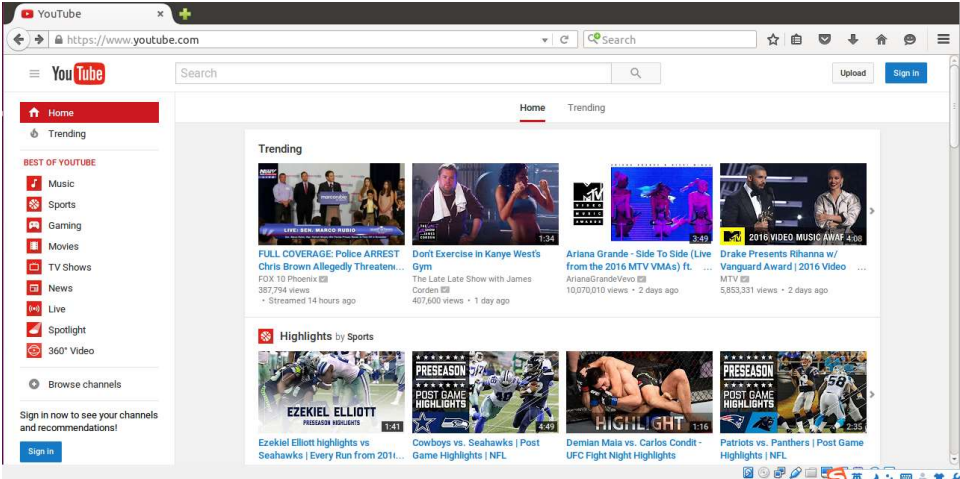 YouTube
https://www.youtube.com
Search
YouTube
Search
Upload
Sign in
Home
Trending
Home
Trending
BEST OF YOUTUBE
Music
Sports
Gaming
Movies
TV Shows
News
Live
Spotlight
360° Video
Browse channels
Sign in now to see your channels
and recommendations!
Sign in
Trending
LIVE: SEN. MARCO RUBIO
FULL COVERAGE: Police ARREST
Chris Brown Allegedly Threateni...
FOX 10 Phoenix
387,794 views
• Streamed 14 hours ago
1:34
Don't Exercise in Kanye West's
Gym
The Late Late Show with James
Corden
407,600 views • 1 day ago
MTV
VIDEO
MUSIC
AWARDS
3:49
Ariana Grande - Side To Side (Live
from the 2016 MTV VMAs) ft. ...
ArianaGrandeVevo
10,070,010 views • 2 days ago
2016 VIDEO MUSIC AWAR
4:08
Drake Presents Rihanna w/
Vanguard Award | 2016 Video ...
MTV
5,853,331 views • 2 days ago
Highlights by Sports
EZEKIEL ELLIOTT
PRESEASON HIGHLIGHTS
1:41
Ezekiel Elliott highlights vs
Seahawks | Every Run from 201...
PRESEASON
POST GAME
HIGHLIGHTS
4:49
Cowboys vs. Seahawks | Post
Game Highlights | NFL
HIGHLIGHT
1:16
Demian Maia vs. Carlos Condit -
UFC Fight Night Highlights
PRESEASON
POST GAME
HIGHLIGHTS
2:35
Patriots vs. Panthers | Post Game
Highlights | NFL
英